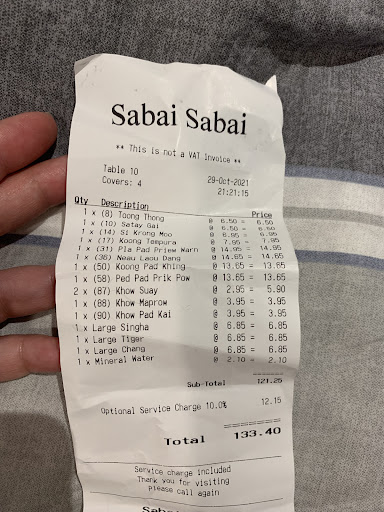 Sabai Sabai
** This is not a VAT Invoice **
Table 10
Covers: 4 29-Oct-2021
21:21:15
Qty Description Price
1 x (8) Toong Thong @ 6.50 = 6.50
1 x (10) Satay Gai @ 6.50 = 6.50
1 x (14) Si Krong Moo @ 6.95 = 6.95
1 x (17) Koong Tempura @ 7.95 = 7.95
1 x (31) Pla Pad Priew Warn @ 14.95 = 14.95
1 x (36) Neau Laou Dang @ 14.65 = 14.65
1 x (50) Koong Pad Khing @ 13.65 = 13.65
1 x (58) Ped Pad Prik Pow @ 13.65 = 13.65
2 x (87) Khow Suay @ 2.95 = 5.90
1 x (88) Khow Maprow @ 3.95 = 3.95
1 x (90) Khow Pad Kai @ 3.95 = 3.95
1 x Large Singha @ 6.85 = 6.85
1 x Large Tiger @ 6.85 = 6.85
1 x Large Chang @ 6.85 = 6.85
1 x Mineral Water @ 2.10 = 2.10
Sub-Total 121.25
Optional Service Charge 10.0% 12.15
Total 133.40
Service charge included
Thank you for visiting
please call again